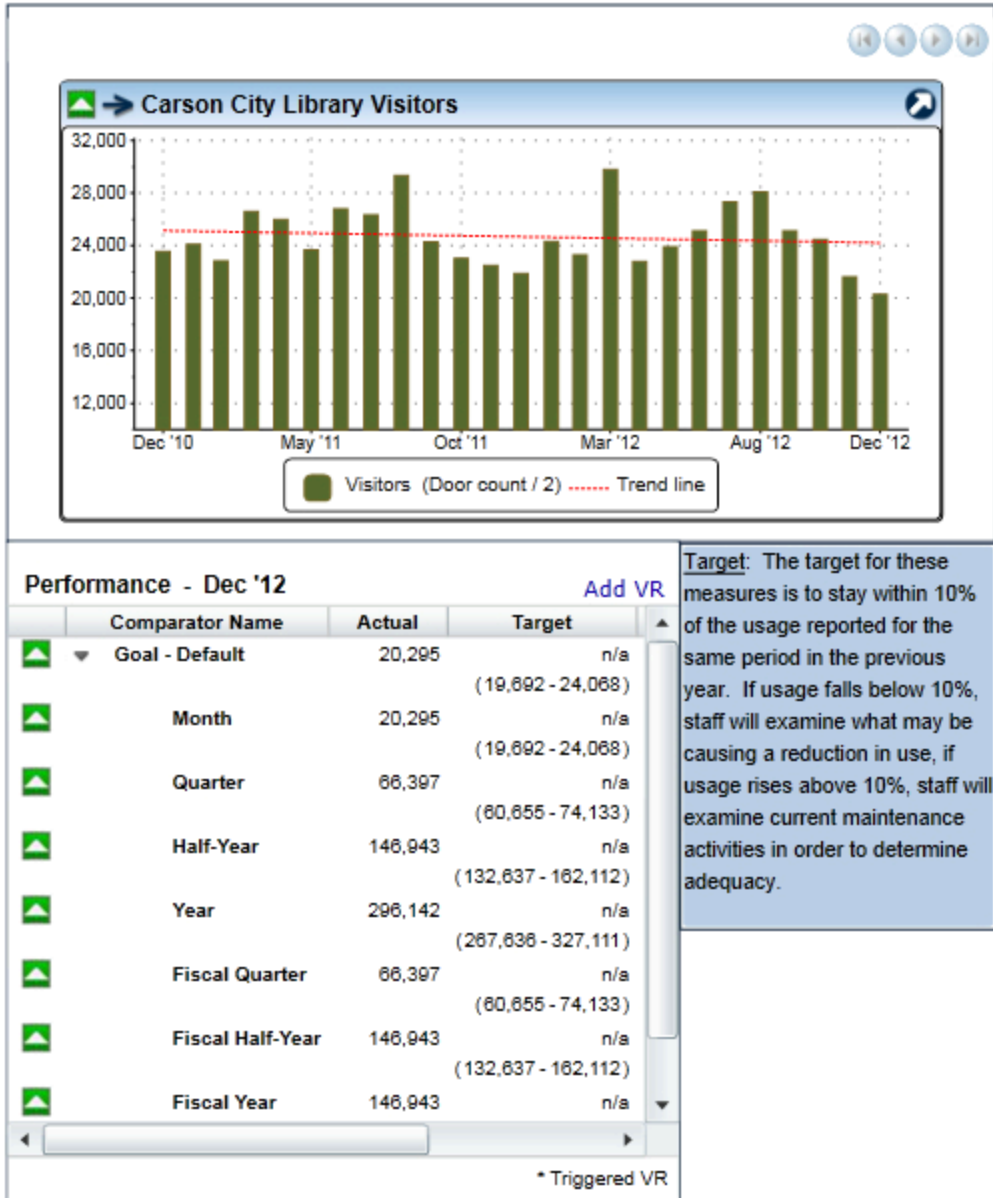 Carson City Library Visitors
32,000
28,000
24,000
20,000
16,000
12,000
Dec '10 May '11 Oct '11 Mar '12 Aug '12 Dec '12
Visitors (Door count / 2) Trend line
Performance - Dec '12 Add VR
Comparator Name Actual Target
Goal - Default 20,295 n/a
(19,692 - 24,068)
Month 20,295 n/a
(19,692 - 24,068)
Quarter 66,397 n/a
(60,655 - 74,133)
Half-Year 146,943 n/a
(132,637 - 162,112)
Year 296,142 n/a
(267,636 - 327,111)
Fiscal Quarter 66,397 n/a
(60,655 - 74,133)
Fiscal Half-Year 146,943 n/a
(132,637 - 162,112)
Fiscal Year 146,943 n/a
* Triggered VR
Target: The target for these
measures is to stay within 10%
of the usage reported for the
same period in the previous
year. If usage falls below 10%,
staff will examine what may be
causing a reduction in use, if
usage rises above 10%, staff will
examine current maintenance
activities in order to determine
adequacy.